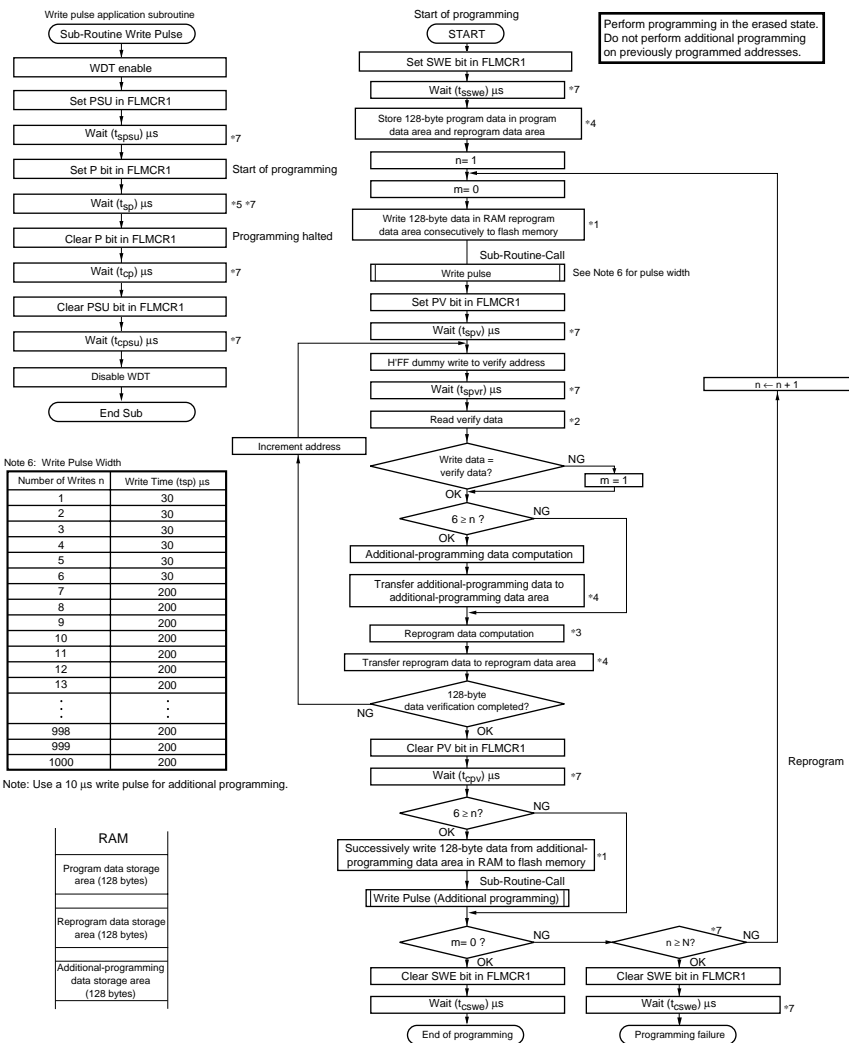 Write pulse application subroutine
Sub-Routine Write Pulse
WDT enable
Set PSU in FLMCR1
Wait (tspsu) µs
*7
Set P bit in FLMCR1
Start of programming
Wait (tsp) µs
*5 *7
Clear P bit in FLMCR1
Programming halted
Wait (tcp) µs
*7
Clear PSU bit in FLMCR1
Wait (tcpsu) µs
*7
Disable WDT
End Sub
Note 6: Write Pulse Width
Number of Writes n Write Time (tsp) µs
1 30
2 30
3 30
4 30
5 30
6 30
7 200
8 200
9 200
10 200
11 200
12 200
13 200
. .
. .
. .
998 200
999 200
1000 200
Note: Use a 10 µs write pulse for additional programming.
RAM
Program data storage
area (128 bytes)
Reprogram data storage
area (128 bytes)
Additional-programming
data storage area
(128 bytes)
Start of programming
START
Set SWE bit in FLMCR1
Wait (tsswe) µs
*7
Store 128-byte program data in program
data area and reprogram data area
*4
n= 1
m= 0
Write 128-byte data in RAM reprogram
data area consecutively to flash memory
*1
Sub-Routine-Call
Write pulse
See Note 6 for pulse width
Set PV bit in FLMCR1
Wait (tspv) µs
*7
H'FF dummy write to verify address
Wait (tspvr) µs
*7
Read verify data
*2
Increment address
Write data =
verify data?
NG
m = 1
OK
6 ≥ n ?
NG
OK
Additional-programming data computation
Transfer additional-programming data to
additional-programming data area
*4
Reprogram data computation
*3
Transfer reprogram data to reprogram data area
*4
128-byte
data verification completed?
NG
OK
Clear PV bit in FLMCR1
Wait (tcpv) µs
*7
6 ≥ n?
NG
OK
Successively write 128-byte data from additional-
programming data area in RAM to flash memory
*1
Sub-Routine-Call
Write Pulse (Additional programming)
m= 0 ?
NG
OK
Clear SWE bit in FLMCR1
Wait (tcswe) µs
End of programming
n ≥ N?
*7
NG
OK
Clear SWE bit in FLMCR1
Wait (tcswe) µs
*7
Programming failure
n ← n + 1
Reprogram
Perform programming in the erased state.
Do not perform additional programming
on previously programmed addresses.